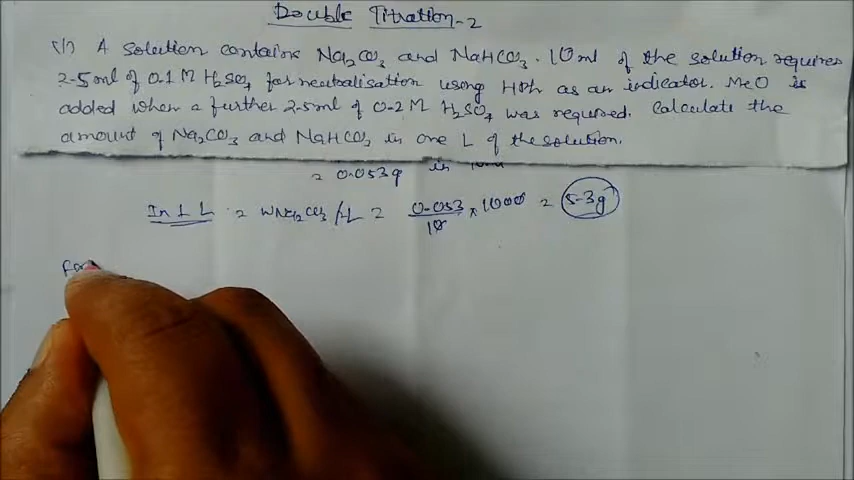 Double Titration-2
(1) A solution contains Na2CO3 and NaHCO3. 10ml of the solution requires
2-5ml of 0.1 M H2SO4 for neutralisation using HPh as an indicator. MeO is
added when a further 2-5ml of 0-2 M H2SO4 was required. Calculate the
amount of Na2CO3 and NaHCO3 in one L of the solution.
= 0.053g in 10ml
In 1 L = WNa2CO3/L = 0-053/10 × 1000 = 5-3g
For